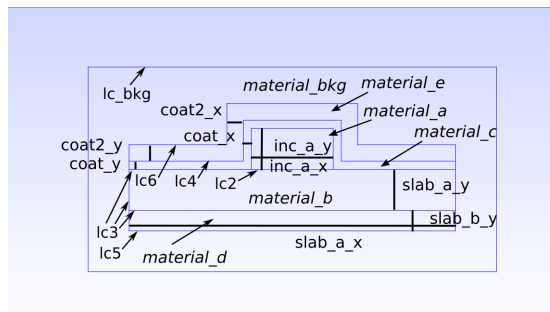 lc_bkg
material_bkg
material_e
coat2_x
material_a
coat_x
material_c
coat2_y
inc_a_y
coat_y
inc_a_x
lc6
lc4
lc2
slab_a_y
material_b
slab_b_y
lc3
slab_a_x
lc5
material_d